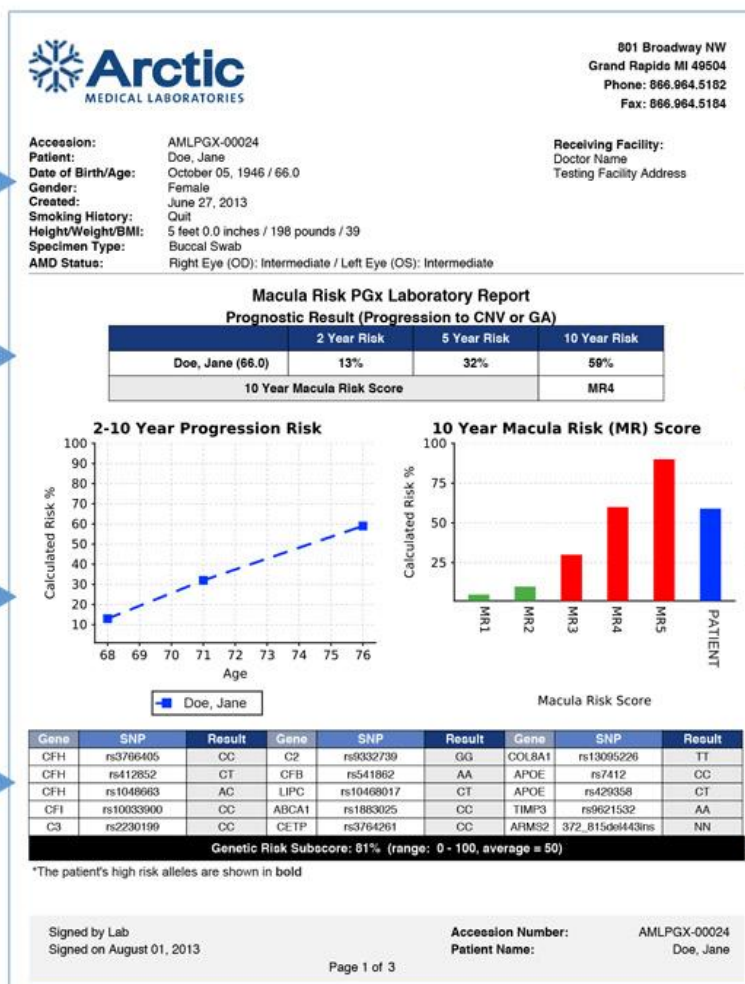 Arctic
MEDICAL LABORATORIES
801 Broadway NW
Grand Rapids MI 49504
Phone: 866.964.5182
Fax: 866.964.5184
Accession: AMLPGX-00024
Patient: Doe, Jane
Date of Birth/Age: October 05, 1946 / 66.0
Gender: Female
Created: June 27, 2013
Smoking History: Quit
Height/Weight/BMI: 5 feet 0.0 inches / 198 pounds / 39
Specimen Type: Buccal Swab
AMD Status: Right Eye (OD): Intermediate / Left Eye (OS): Intermediate
Receiving Facility:
Doctor Name
Testing Facility Address
Macula Risk PGx Laboratory Report
Prognostic Result (Progression to CNV or GA)
2 Year Risk 5 Year Risk 10 Year Risk
Doe, Jane (66.0) 13% 32% 59%
10 Year Macula Risk Score MR4
2-10 Year Progression Risk
Calculated Risk %
100
90
80
70
60
50
40
30
20
10
68 69 70 71 72 73 74 75 76
Age
Doe, Jane
10 Year Macula Risk (MR) Score
Calculated Risk %
100
75
50
25
MR1 MR2 MR3 MR4 MR5 PATIENT
Macula Risk Score
Gene SNP Result Gene SNP Result Gene SNP Result
CFH rs3766405 CC C2 rs9332739 GG COL8A1 rs13095226 TT
CFH rs412852 CT CFB rs541862 AA APOE rs7412 CC
CFH rs1048663 AC LIPC rs10468017 CT APOE rs429358 CT
CFI rs10033900 CC ABCA1 rs1883025 CC TIMP3 rs9621532 AA
C3 rs2230199 CC CETP rs3764261 CC ARMS2 372_815del443ins NN
Genetic Risk Subscore: 81% (range: 0 - 100, average = 50)
*The patient's high risk alleles are shown in bold
Signed by Lab
Signed on August 01, 2013
Accession Number: AMLPGX-00024
Patient Name: Doe, Jane
Page 1 of 3